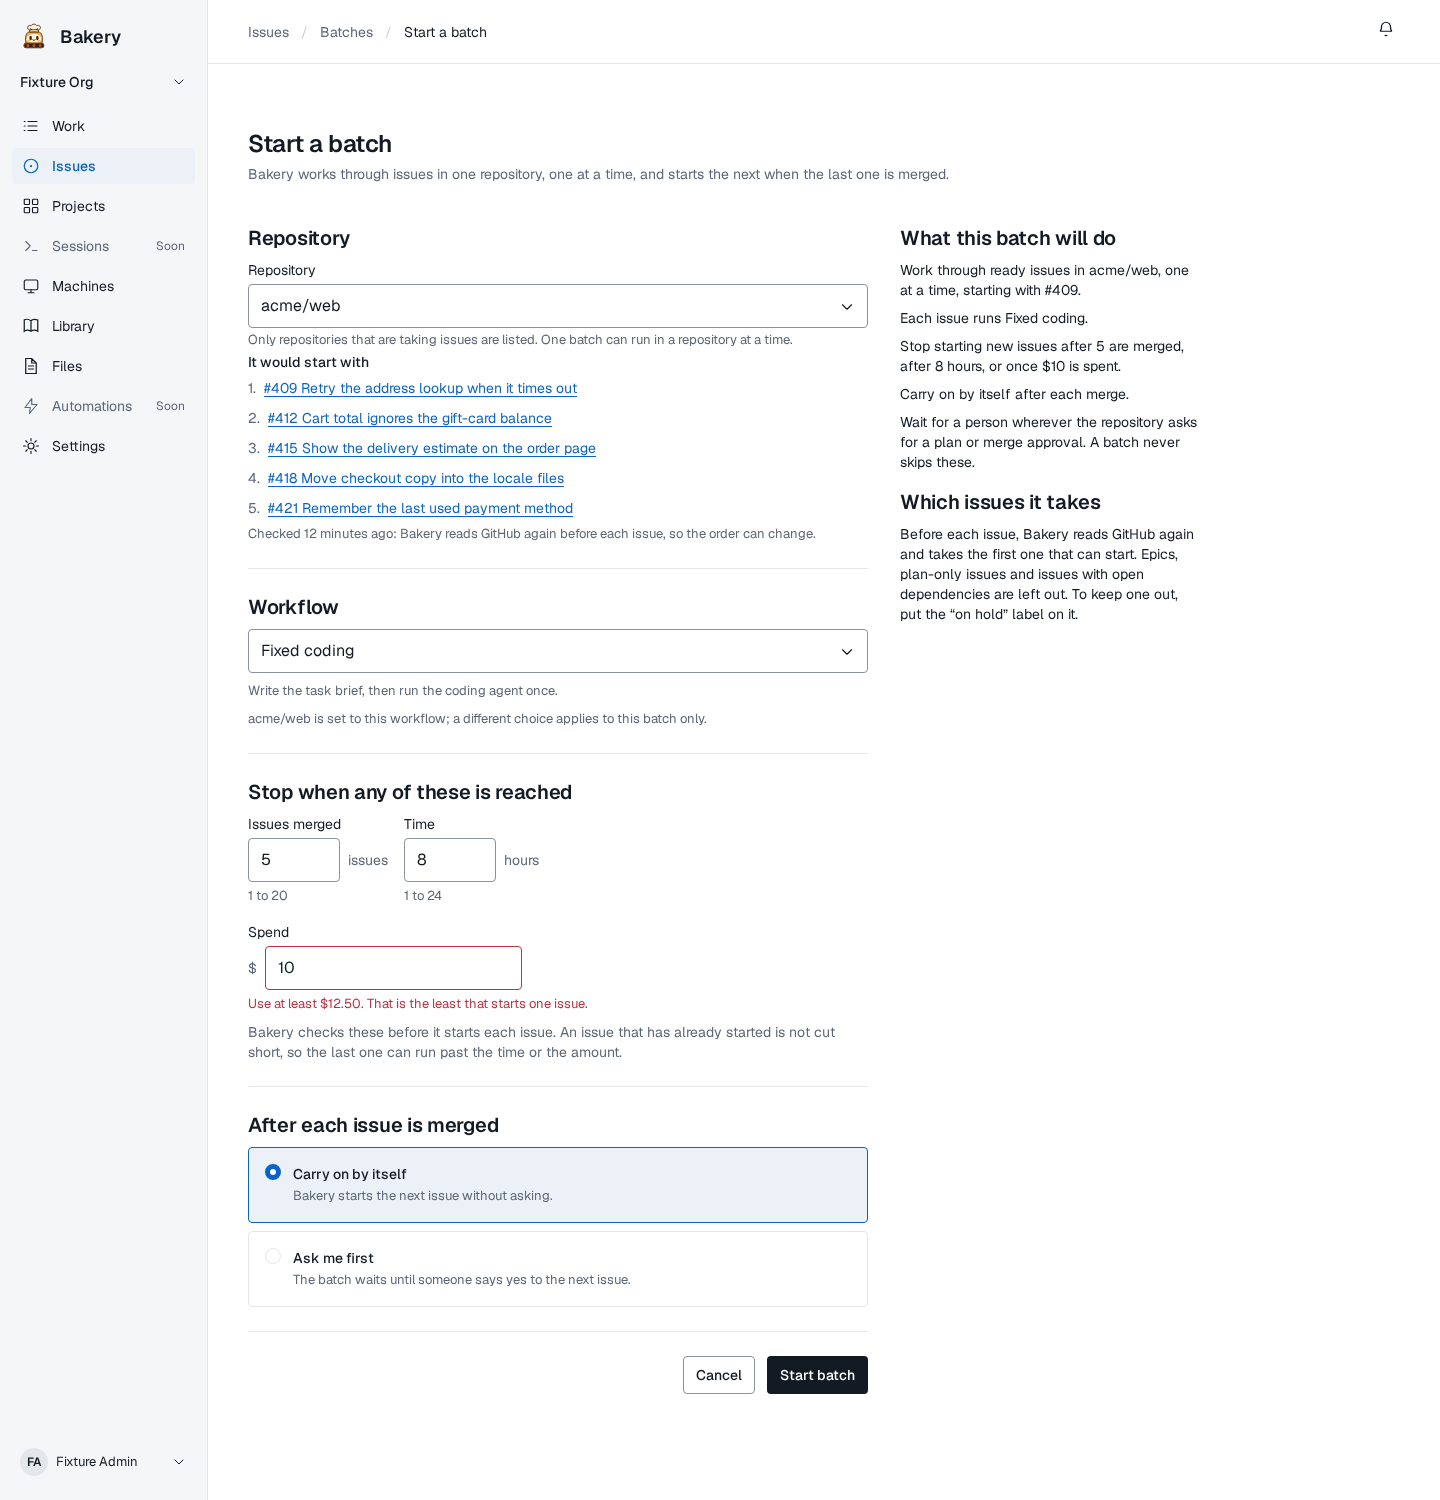 Bakery
Fixture Org
Work
Issues
Projects
Sessions Soon
Machines
Library
Files
Automations Soon
Settings
FA Fixture Admin
Issues / Batches / Start a batch
Start a batch
Bakery works through issues in one repository, one at a time, and starts the next when the last one is merged.
Repository
Repository
acme/web
Only repositories that are taking issues are listed. One batch can run in a repository at a time.
It would start with
1. #409 Retry the address lookup when it times out
2. #412 Cart total ignores the gift-card balance
3. #415 Show the delivery estimate on the order page
4. #418 Move checkout copy into the locale files
5. #421 Remember the last used payment method
Checked 12 minutes ago: Bakery reads GitHub again before each issue, so the order can change.
Workflow
Fixed coding
Write the task brief, then run the coding agent once.
acme/web is set to this workflow; a different choice applies to this batch only.
Stop when any of these is reached
Issues merged Time
5 issues 8 hours
1 to 20 1 to 24
Spend
$ 10
Use at least $12.50. That is the least that starts one issue.
Bakery checks these before it starts each issue. An issue that has already started is not cut
short, so the last one can run past the time or the amount.
After each issue is merged
Carry on by itself
Bakery starts the next issue without asking.
Ask me first
The batch waits until someone says yes to the next issue.
Cancel Start batch
What this batch will do
Work through ready issues in acme/web, one
at a time, starting with #409.
Each issue runs Fixed coding.
Stop starting new issues after 5 are merged,
after 8 hours, or once $10 is spent.
Carry on by itself after each merge.
Wait for a person wherever the repository asks
for a plan or merge approval. A batch never
skips these.
Which issues it takes
Before each issue, Bakery reads GitHub again
and takes the first one that can start. Epics,
plan-only issues and issues with open
dependencies are left out. To keep one out,
put the “on hold” label on it.